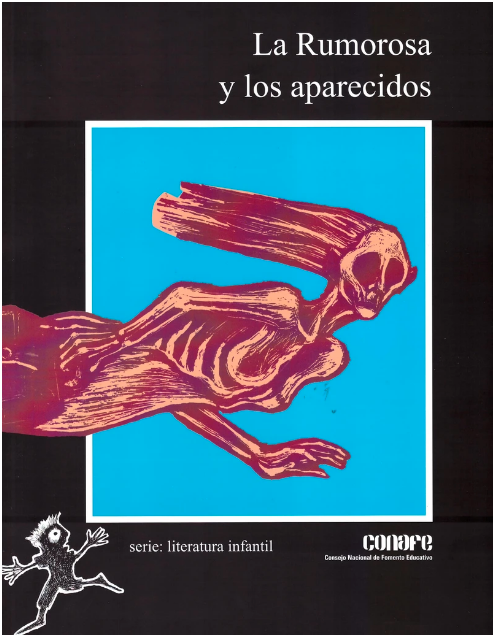 La Rumorosa
y los aparecidos
serie: literatura infantil
conafe
Consejo Nacional de Fomento Educativo